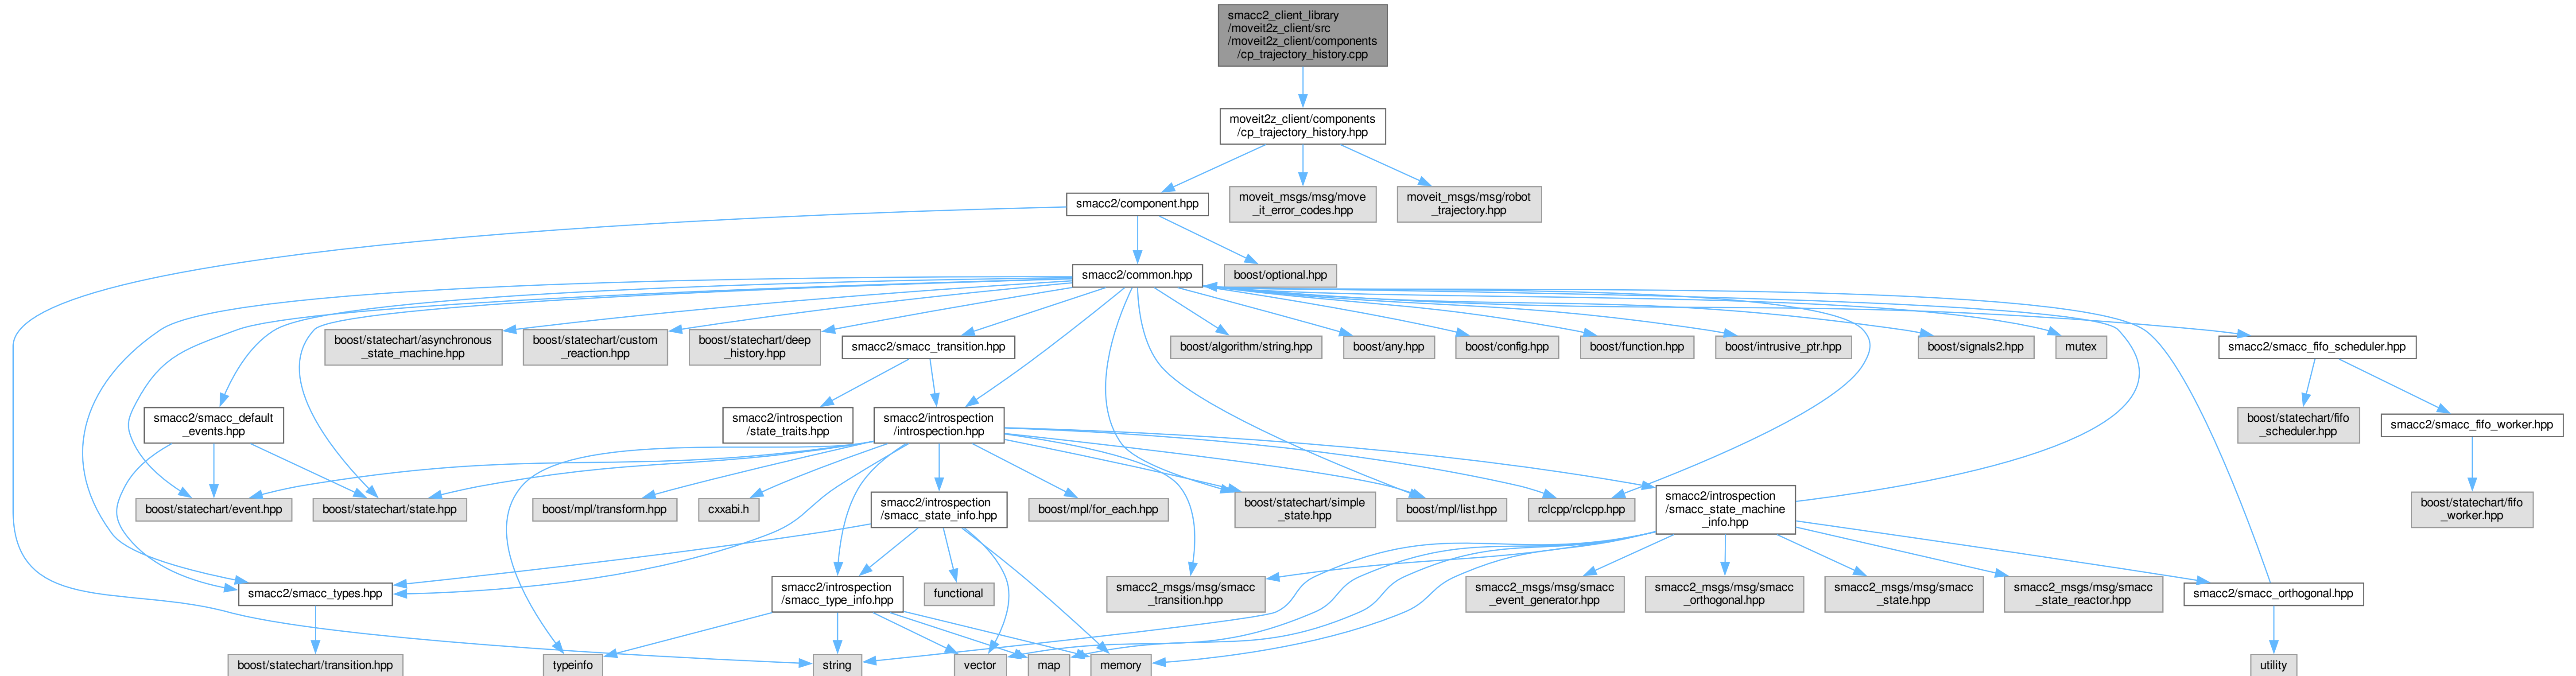 smacc2_client_library
/moveit2z_client/src
/moveit2z_client/components
/cp_trajectory_history.cpp
moveit2z_client/components
/cp_trajectory_history.hpp
smacc2/component.hpp
moveit_msgs/msg/move
_it_error_codes.hpp
moveit_msgs/msg/robot
_trajectory.hpp
smacc2/common.hpp
boost/optional.hpp
boost/statechart/asynchronous
_state_machine.hpp
boost/statechart/custom
_reaction.hpp
boost/statechart/deep
_history.hpp
smacc2/smacc_transition.hpp
boost/algorithm/string.hpp
boost/any.hpp
boost/config.hpp
boost/function.hpp
boost/intrusive_ptr.hpp
boost/signals2.hpp
mutex
smacc2/smacc_fifo_scheduler.hpp
smacc2/smacc_default
_events.hpp
smacc2/introspection
/state_traits.hpp
smacc2/introspection
/introspection.hpp
boost/statechart/fifo
_scheduler.hpp
smacc2/smacc_fifo_worker.hpp
boost/statechart/event.hpp
boost/statechart/state.hpp
boost/mpl/transform.hpp
cxxabi.h
smacc2/introspection
/smacc_state_info.hpp
boost/mpl/for_each.hpp
boost/statechart/simple
_state.hpp
boost/mpl/list.hpp
rclcpp/rclcpp.hpp
smacc2/introspection
/smacc_state_machine
_info.hpp
boost/statechart/fifo
_worker.hpp
smacc2/smacc_types.hpp
smacc2/introspection
/smacc_type_info.hpp
functional
smacc2_msgs/msg/smacc
_transition.hpp
smacc2_msgs/msg/smacc
_event_generator.hpp
smacc2_msgs/msg/smacc
_orthogonal.hpp
smacc2_msgs/msg/smacc
_state.hpp
smacc2_msgs/msg/smacc
_state_reactor.hpp
smacc2/smacc_orthogonal.hpp
boost/statechart/transition.hpp
typeinfo
string
vector
map
memory
utility